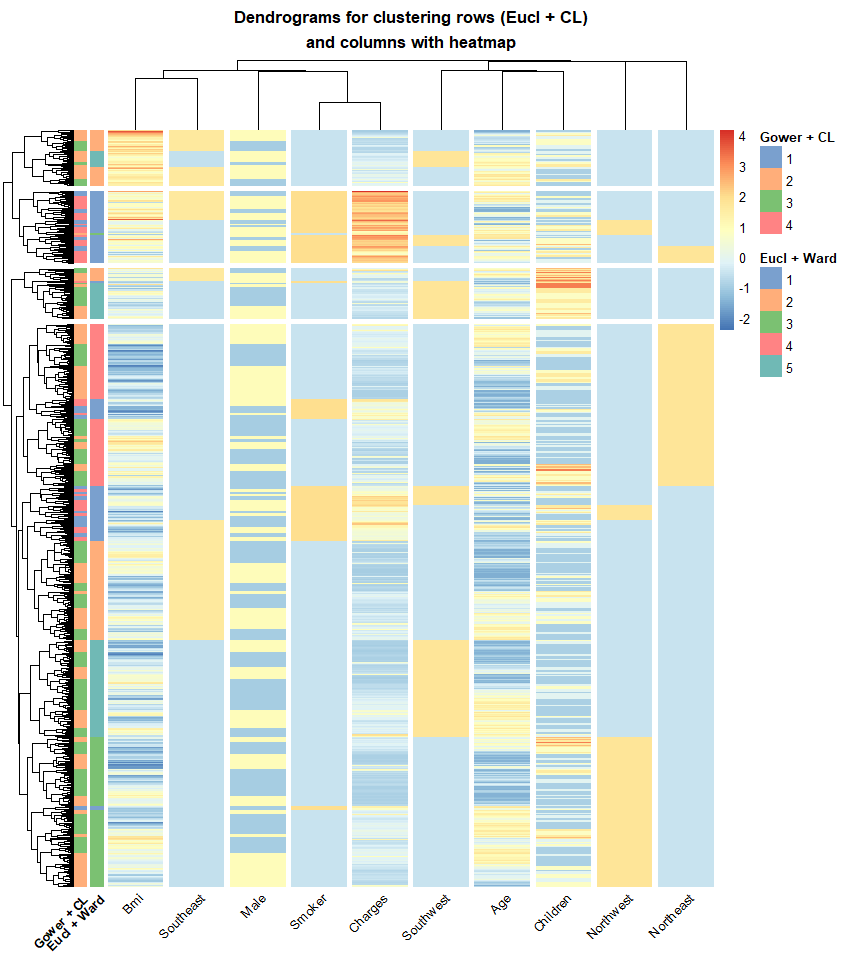 Dendrograms for clustering rows (Eucl + CL)
and columns with heatmap
4
3
2
1
0
-1
-2
Gower + CL
1
2
3
4
Eucl + Ward
1
2
3
4
5
Gower + CL
Eucl + Ward
Bmi
Southeast
Male
Smoker
Charges
Southwest
Age
Children
Northwest
Northeast